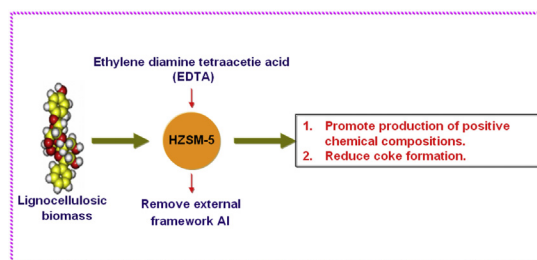 Ethylene diamine tetraacetie acid
(EDTA)
HZSM-5
1. Promote production of positive
chemical compositions.
2. Reduce coke formation.
Lignocellulosic
biomass
Remove external
framework Al